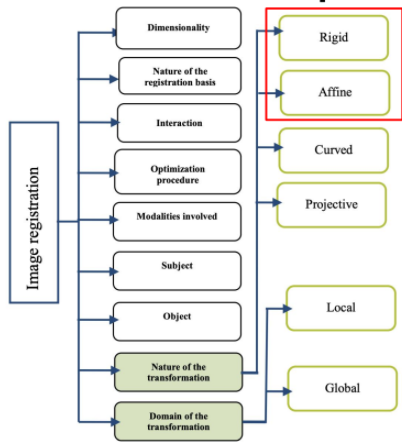 Image registration
Dimensionality
Nature of the
registration basis
Interaction
Optimization
procedure
Modalities involved
Subject
Object
Nature of the
transformation
Domain of the
transformation
Rigid
Affine
Curved
Projective
Local
Global